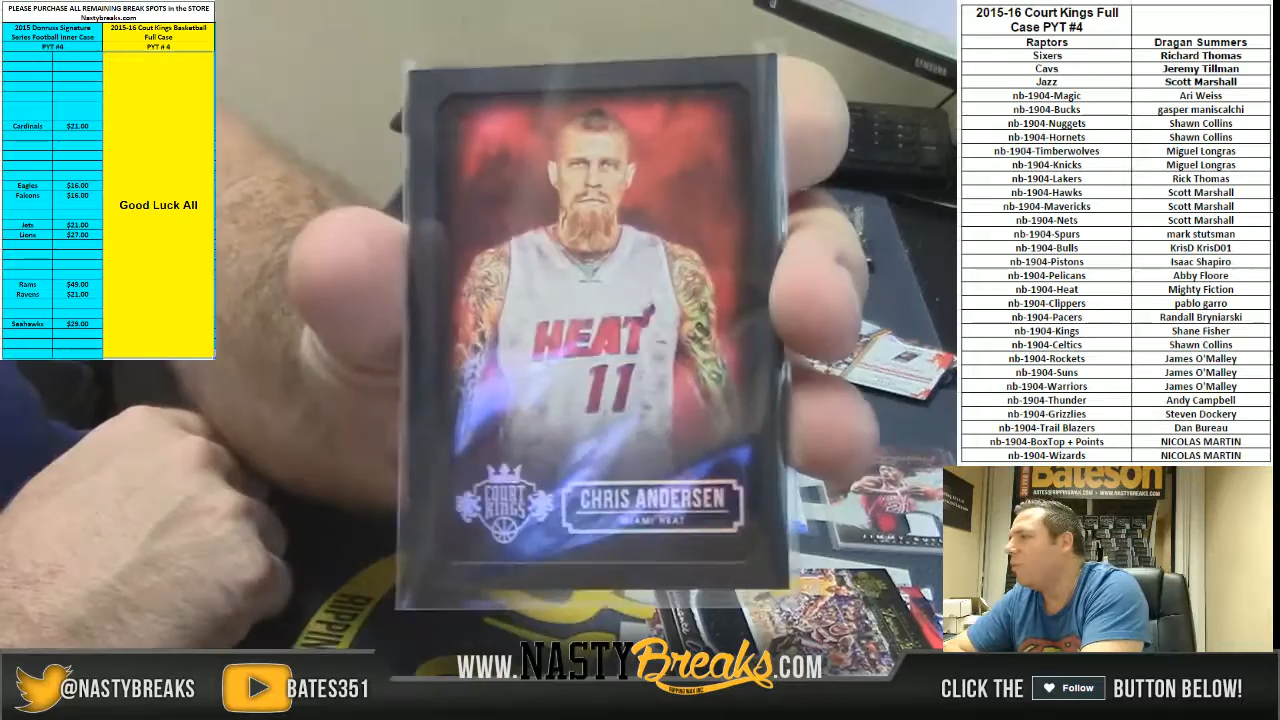 PLEASE PURCHASE ALL REMAINING BREAK SPOTS in the STORE
Nastybreaks.com
2015 Donruss Signature
Series Football Inner Case
PYT #4
2015-16 Cout Kings Basketball
Full Case
PYT # 4
Cardinals $21.00
Eagles $16.00
Falcons $16.00
Jets $21.00
Lions $27.00
Rams $49.00
Ravens $21.00
Seahawks $29.00
Good Luck All
SAMSUNG
HEAT
11
COURT
KINGS
CHRIS ANDERSEN
MIAMI HEAT
2015-16 Court Kings Full
Case PYT #4
Raptors Dragan Summers
Sixers Richard Thomas
Cavs Jeremy Tillman
Jazz Scott Marshall
nb-1904-Magic Ari Weiss
nb-1904-Bucks gasper maniscalchi
nb-1904-Nuggets Shawn Collins
nb-1904-Hornets Shawn Collins
nb-1904-Timberwolves Miguel Longras
nb-1904-Knicks Miguel Longras
nb-1904-Lakers Rick Thomas
nb-1904-Hawks Scott Marshall
nb-1904-Mavericks Scott Marshall
nb-1904-Nets Scott Marshall
nb-1904-Spurs mark stutsman
nb-1904-Bulls KrisD KrisD01
nb-1904-Pistons Isaac Shapiro
nb-1904-Pelicans Abby Floore
nb-1904-Heat Mighty Fiction
nb-1904-Clippers pablo garro
nb-1904-Pacers Randall Bryniarski
nb-1904-Kings Shane Fisher
nb-1904-Celtics Shawn Collins
nb-1904-Rockets James O'Malley
nb-1904-Suns James O'Malley
nb-1904-Warriors James O'Malley
nb-1904-Thunder Andy Campbell
nb-1904-Grizzlies Steven Dockery
nb-1904-Trail Blazers Dan Bureau
nb-1904-BoxTop + Points NICOLAS MARTIN
nb-1904-Wizards NICOLAS MARTIN
Bateson
RIPPIN
@NASTYBREAKS
BATES351
WWW.NASTYBreaks.COM
RIPPING WAX INC
CLICK THE Follow BUTTON BELOW!